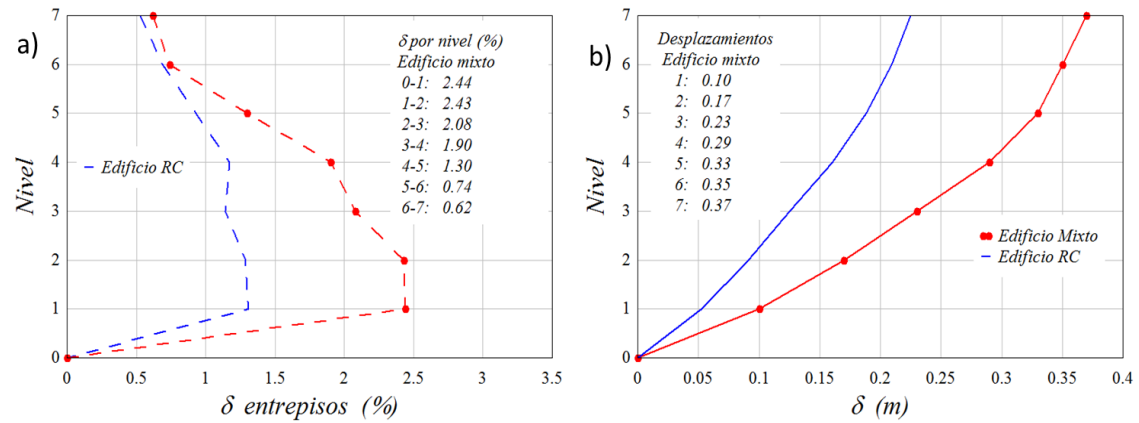 a)
7
6
5
4
3
2
1
0
Nivel
δ por nivel (%)
Edificio mixto
0-1: 2.44
1-2: 2.43
2-3: 2.08
3-4: 1.90
4-5: 1.30
5-6: 0.74
6-7: 0.62
Edificio RC
0 0.5 1 1.5 2 2.5 3 3.5
δ entrepisos (%)
b)
7
6
5
4
3
2
1
0
Nivel
Desplazamientos
Edificio mixto
1: 0.10
2: 0.17
3: 0.23
4: 0.29
5: 0.33
6: 0.35
7: 0.37
Edificio Mixto
Edificio RC
0 0.1 0.15 0.2 0.25 0.3 0.35 0.4
δ (m)